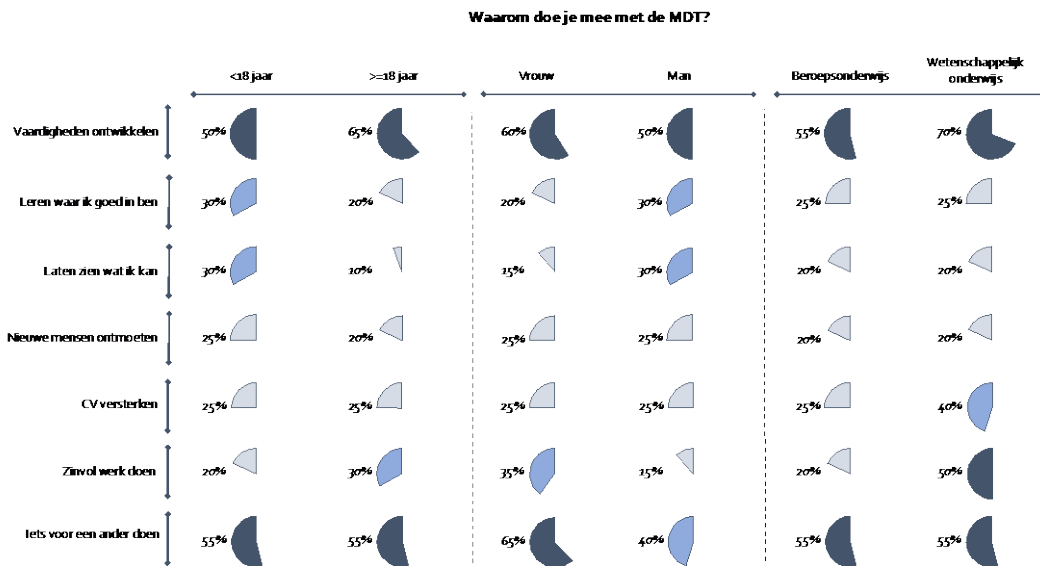 Waarom doe je mee met de MDT?
<18 jaar >=18 jaar Vrouw Man Beroepsonderwijs Wetenschappelijk
onderwijs
Vaardigheden ontwikkelen 50% 65% 60% 50% 55% 70%
Leren waar ik goed in ben 30% 20% 20% 30% 25% 25%
Laten zien wat ik kan 30% 10% 15% 30% 20% 20%
Nieuwe mensen ontmoeten 25% 20% 25% 25% 20% 20%
CV versterken 25% 25% 25% 25% 25% 40%
Zinvol werk doen 20% 30% 35% 15% 20% 50%
Iets voor een ander doen 55% 55% 65% 40% 55% 55%